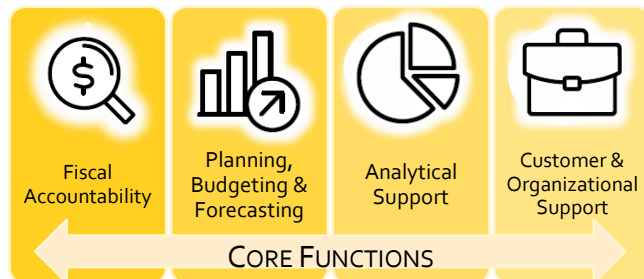 $
Fiscal
Accountability
Planning,
Budgeting &
Forecasting
Analytical
Support
Customer &
Organizational
Support
CORE FUNCTIONS